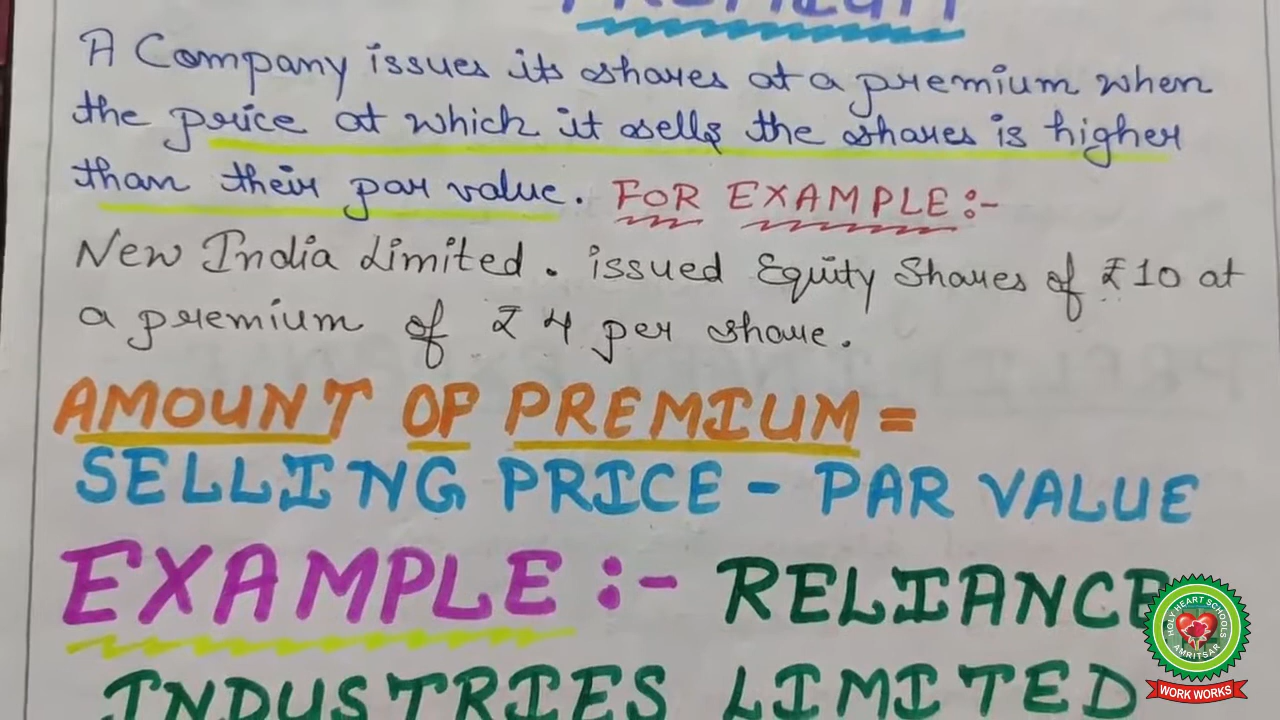 PREMIUM
A Company issues its shares at a premium when
the price at which it sells the shares is higher
than their par value. FOR EXAMPLE:-
New India Limited. issued Equity Shares of ₹10 at
a premium of ₹ 4 per share.
AMOUNT OF PREMIUM =
SELLING PRICE - PAR VALUE
EXAMPLE :- RELIANCE
INDUSTRIES LIMITED
HOLY HEART SCHOOLS
AMRITSAR
WORK WORKS